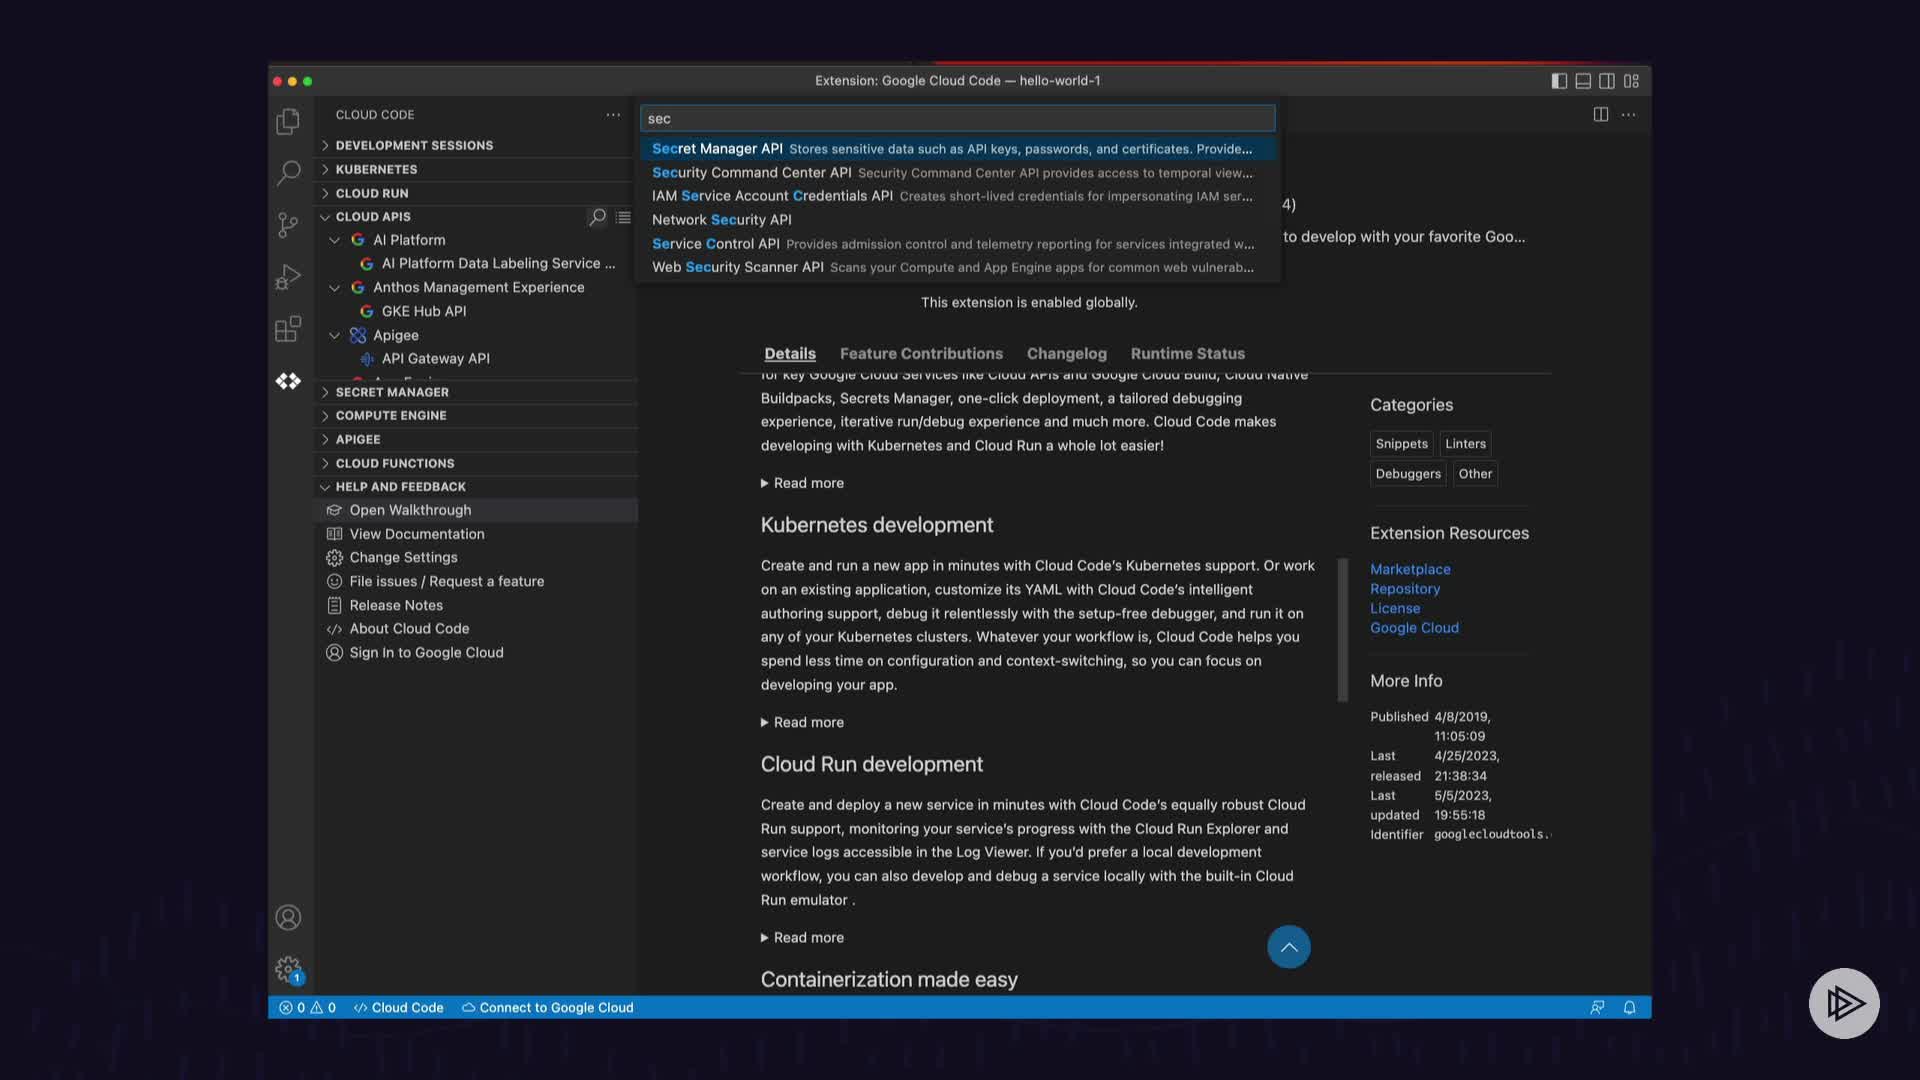 Extension: Google Cloud Code — hello-world-1
CLOUD CODE
DEVELOPMENT SESSIONS
KUBERNETES
CLOUD RUN
CLOUD APIS
AI Platform
AI Platform Data Labeling Service ...
Anthos Management Experience
GKE Hub API
Apigee
API Gateway API
SECRET MANAGER
COMPUTE ENGINE
APIGEE
CLOUD FUNCTIONS
HELP AND FEEDBACK
Open Walkthrough
View Documentation
Change Settings
File issues / Request a feature
Release Notes
About Cloud Code
Sign In to Google Cloud
1
sec
Secret Manager API Stores sensitive data such as API keys, passwords, and certificates. Provide...
Security Command Center API Security Command Center API provides access to temporal view...
IAM Service Account Credentials API Creates short-lived credentials for impersonating IAM ser...
Network Security API
Service Control API Provides admission control and telemetry reporting for services integrated w...
Web Security Scanner API Scans your Compute and App Engine apps for common web vulnerab...
4)
to develop with your favorite Goo...
This extension is enabled globally.
Details Feature Contributions Changelog Runtime Status
for key Google Cloud Services like Cloud APIs and Google Cloud Build, Cloud Native
Buildpacks, Secrets Manager, one-click deployment, a tailored debugging
experience, iterative run/debug experience and much more. Cloud Code makes
developing with Kubernetes and Cloud Run a whole lot easier!
Read more
Kubernetes development
Create and run a new app in minutes with Cloud Code's Kubernetes support. Or work
on an existing application, customize its YAML with Cloud Code's intelligent
authoring support, debug it relentlessly with the setup-free debugger, and run it on
any of your Kubernetes clusters. Whatever your workflow is, Cloud Code helps you
spend less time on configuration and context-switching, so you can focus on
developing your app.
Read more
Cloud Run development
Create and deploy a new service in minutes with Cloud Code's equally robust Cloud
Run support, monitoring your service's progress with the Cloud Run Explorer and
service logs accessible in the Log Viewer. If you'd prefer a local development
workflow, you can also develop and debug a service locally with the built-in Cloud
Run emulator .
Read more
Containerization made easy
Categories
Snippets Linters
Debuggers Other
Extension Resources
Marketplace
Repository
License
Google Cloud
More Info
Published 4/8/2019,
11:05:09
Last 4/25/2023,
released 21:38:34
Last 5/5/2023,
updated 19:55:18
Identifier googlecloudtools.
0 0 Cloud Code Connect to Google Cloud